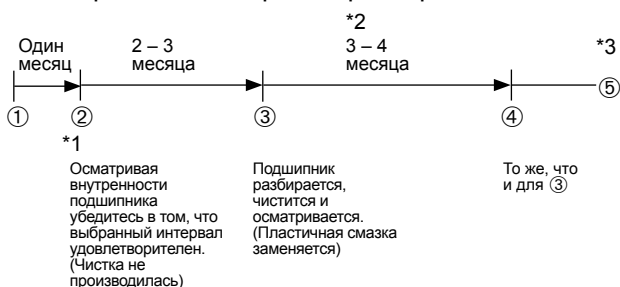 *2
Один 2 – 3 3 – 4 *3
месяц месяца месяца
① ② ③ ④ ⑤
*1
Осматривая
внутренности
подшипника
убедитесь в том, что
выбранный интервал
удовлетворителен.
(Чистка не
производилась)
Подшипник
разбирается,
чистится и
осматривается.
(Пластичная смазка
заменяется)
То же, что
и для ③